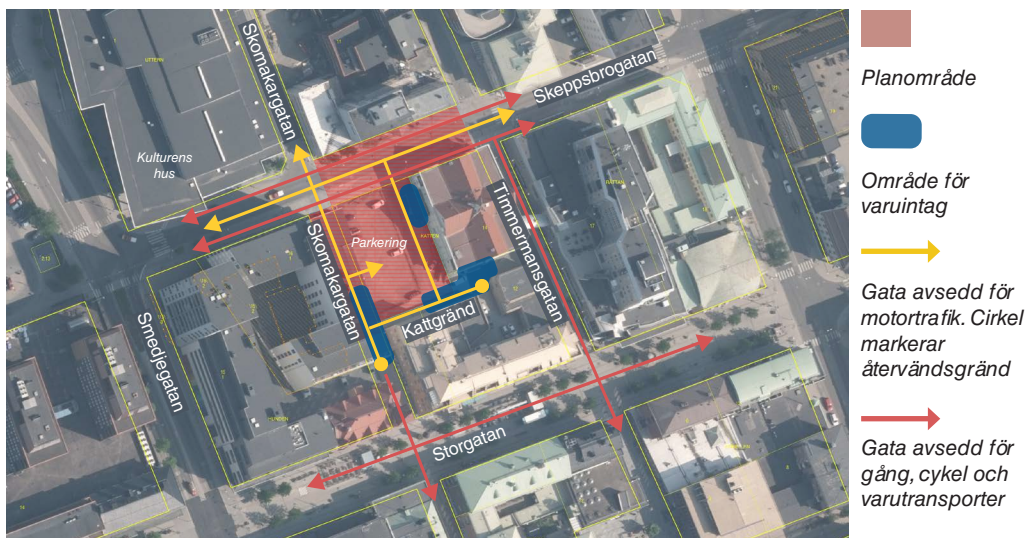 Skomakargatan
Skeppsbrogatan
Kulturens
hus
Timmermansgatan
Skomakargatan
Parkering
Kattgränd
Smedjegatan
Storgatan
Planområde
Område för
varuintag
Gata avsedd för
motortrafik. Cirkel
markerar
återvändsgränd
Gata avsedd för
gång, cykel och
varutransporter